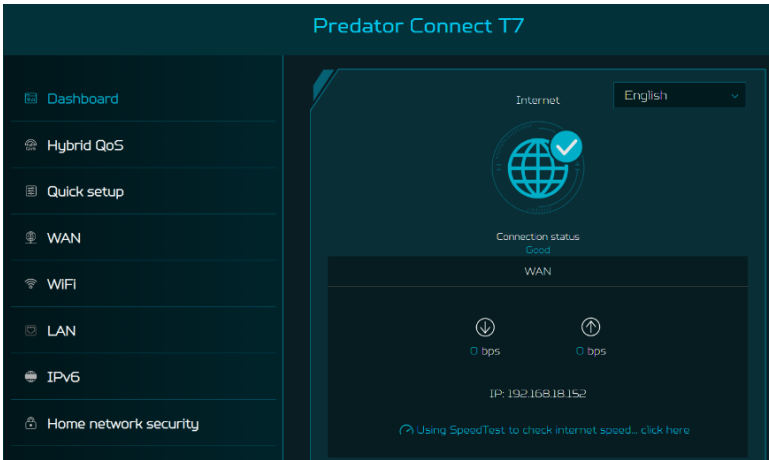 Predator Connect T7
Dashboard
Hybrid QoS
Quick setup
WAN
WiFi
LAN
IPv6
Home network security
Internet
English
Connection status
Good
WAN
0 bps
0 bps
IP: 192.168.18.152
Using SpeedTest to check internet speed... click here